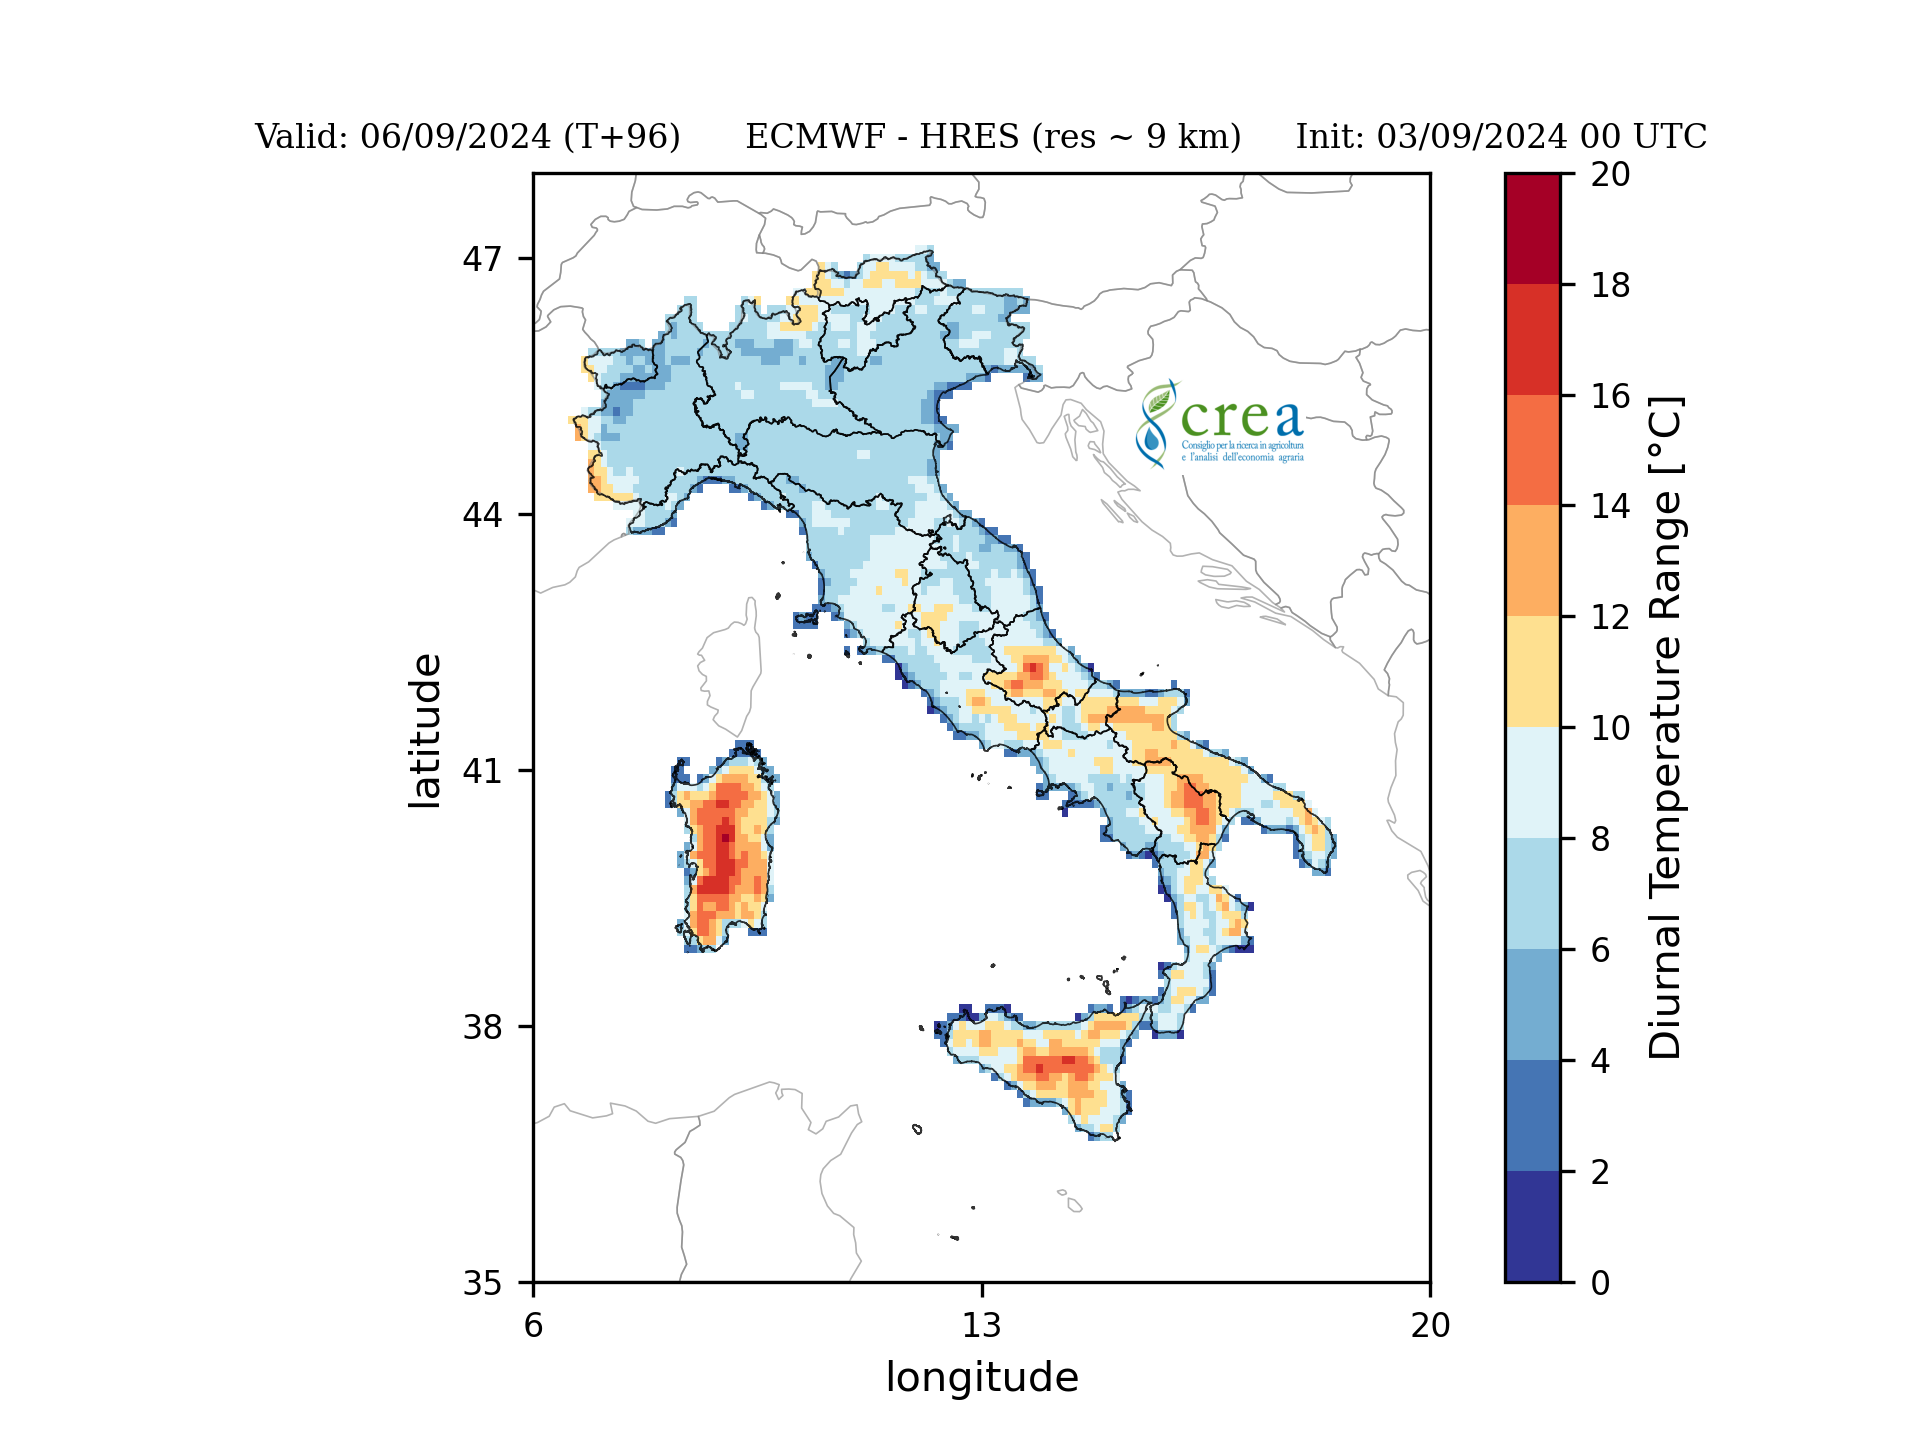 Valid: 06/09/2024 (T+96) ECMWF - HRES (res ~ 9 km) Init: 03/09/2024 00 UTC
47
44
41
38
35
latitude
6 13 20
longitude
crea
Consiglio per la ricerca in agricoltura
e l'analisi dell'economia agraria
20
18
16
14
12
10
8
6
4
2
0
Diurnal Temperature Range [°C]